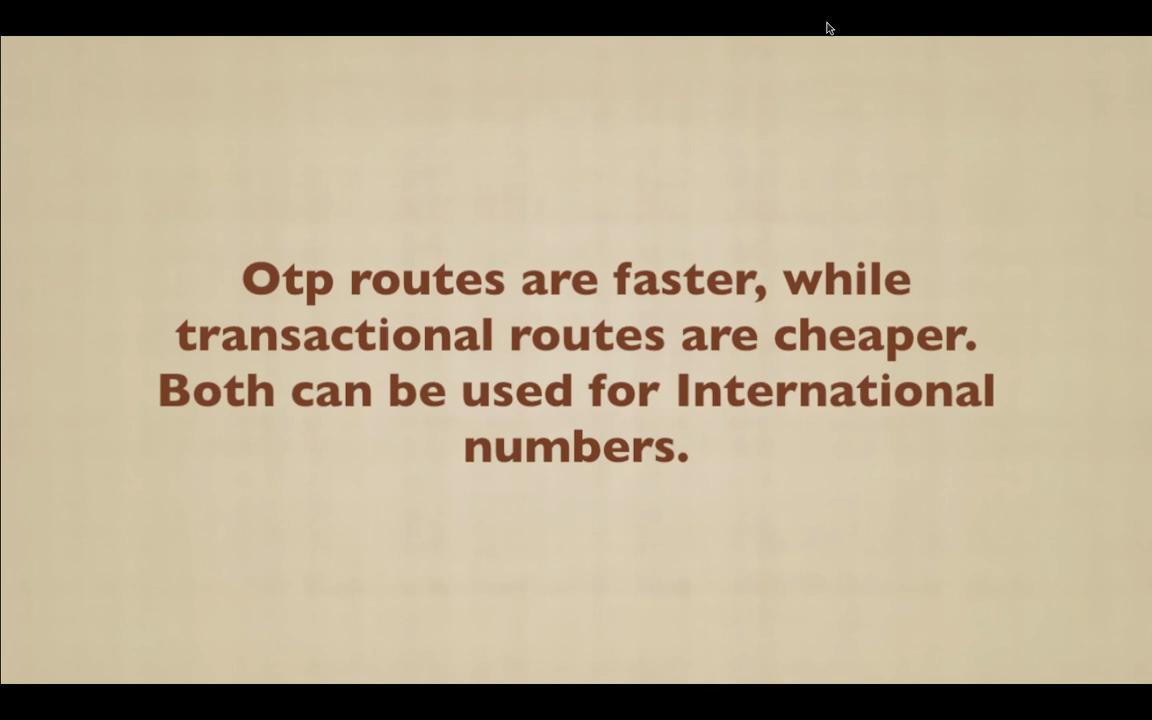 Otp routes are faster, while
transactional routes are cheaper.
Both can be used for International
numbers.